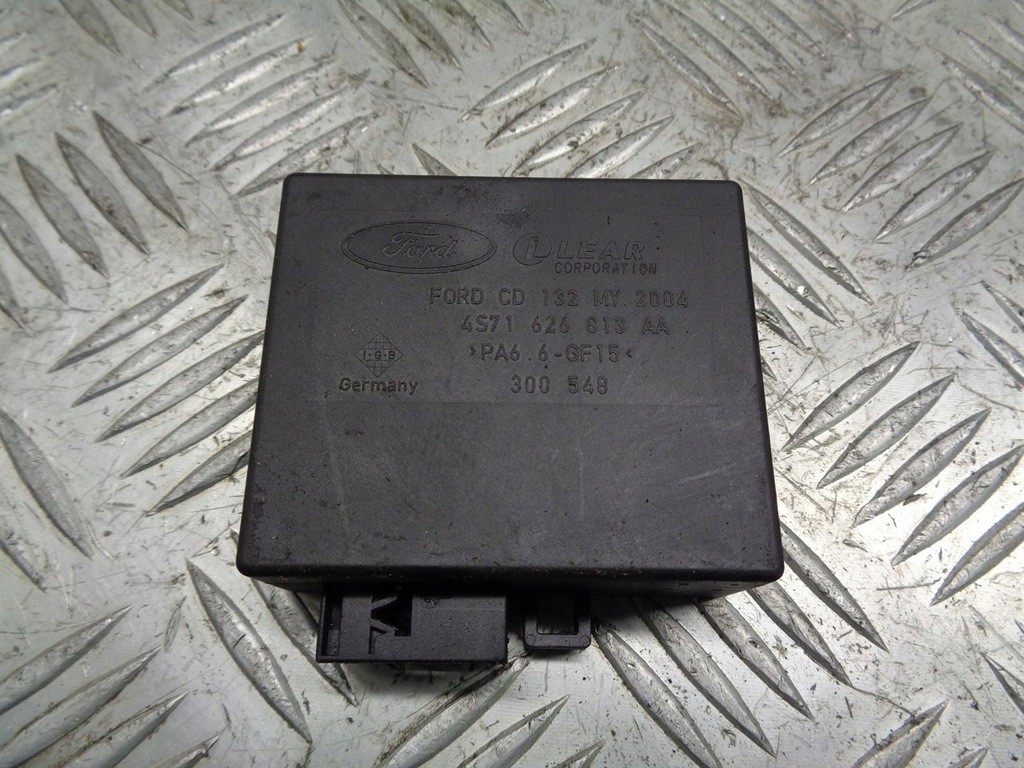 Ford LEAR
CORPORATION
FORD CD 132 MY. 2004
4S71 626 813 AA
I-G-B >PA6.6-GF15<
Germany 300 548